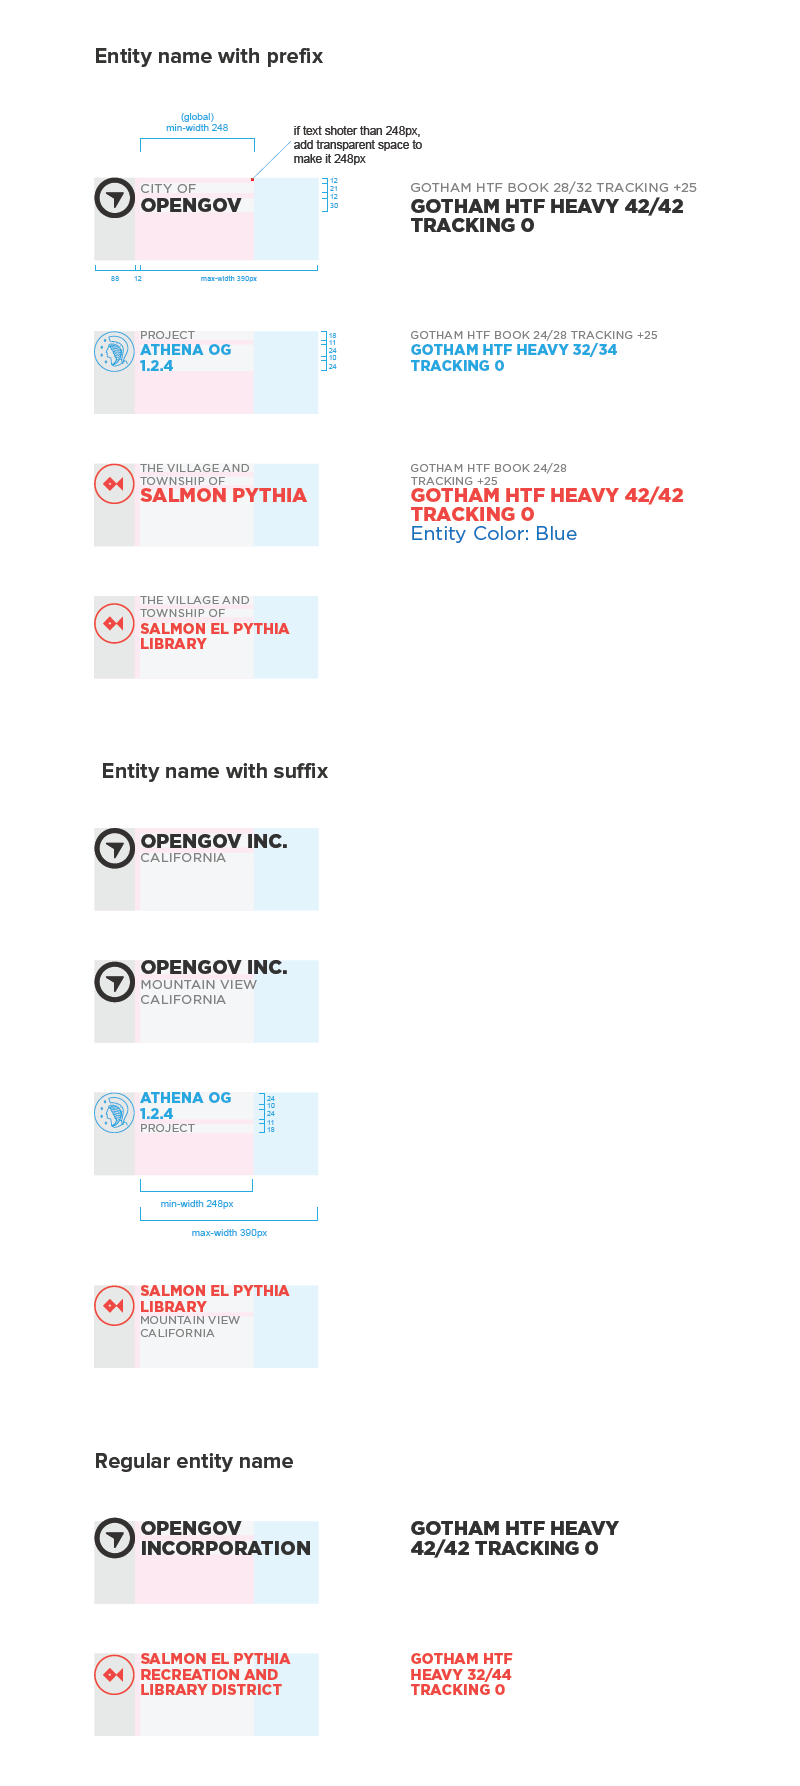 Entity name with prefix
(global)
min-width 248
if text shoter than 248px,
add transparent space to
make it 248px
CITY OF
OPENGOV
12
21
12
30
88
12
max-width 390px
GOTHAM HTF BOOK 28/32 TRACKING +25
GOTHAM HTF HEAVY 42/42
TRACKING 0
PROJECT
ATHENA OG
1.2.4
18
11
24
10
24
GOTHAM HTF BOOK 24/28 TRACKING +25
GOTHAM HTF HEAVY 32/34
TRACKING 0
THE VILLAGE AND
TOWNSHIP OF
SALMON PYTHIA
GOTHAM HTF BOOK 24/28
TRACKING +25
GOTHAM HTF HEAVY 42/42
TRACKING 0
Entity Color: Blue
THE VILLAGE AND
TOWNSHIP OF
SALMON EL PYTHIA
LIBRARY
Entity name with suffix
OPENGOV INC.
CALIFORNIA
OPENGOV INC.
MOUNTAIN VIEW
CALIFORNIA
ATHENA OG
1.2.4
PROJECT
24
10
24
11
18
min-width 248px
max-width 390px
SALMON EL PYTHIA
LIBRARY
MOUNTAIN VIEW
CALIFORNIA
Regular entity name
OPENGOV
INCORPORATION
GOTHAM HTF HEAVY
42/42 TRACKING 0
SALMON EL PYTHIA
RECREATION AND
LIBRARY DISTRICT
GOTHAM HTF
HEAVY 32/44
TRACKING 0